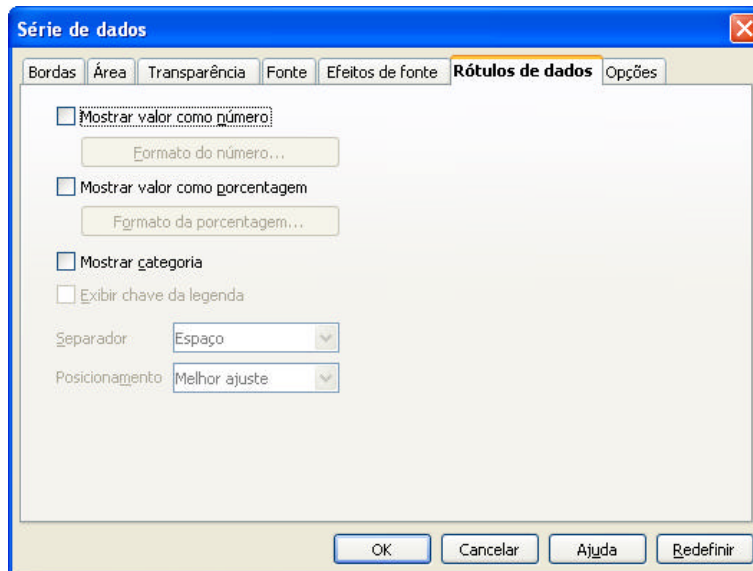 Série de dados
Bordas Área Transparência Fonte Efeitos de fonte Rótulos de dados Opções
Mostrar valor como número
Formato do número...
Mostrar valor como porcentagem
Formato da porcentagem...
Mostrar categoria
Exibir chave da legenda
Separador Espaço
Posicionamento Melhor ajuste
OK Cancelar Ajuda Redefinir